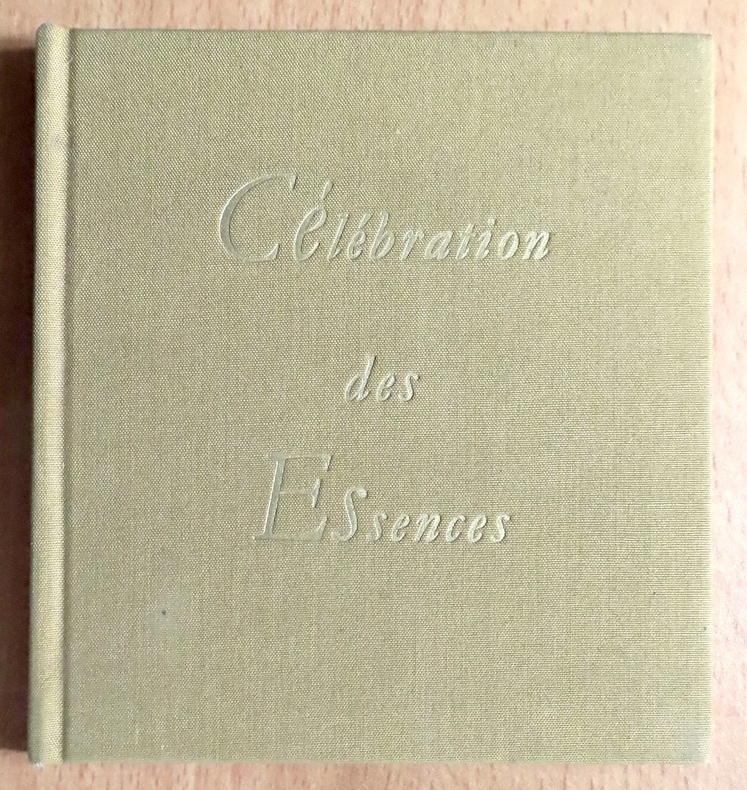 Célébration
des
Essences